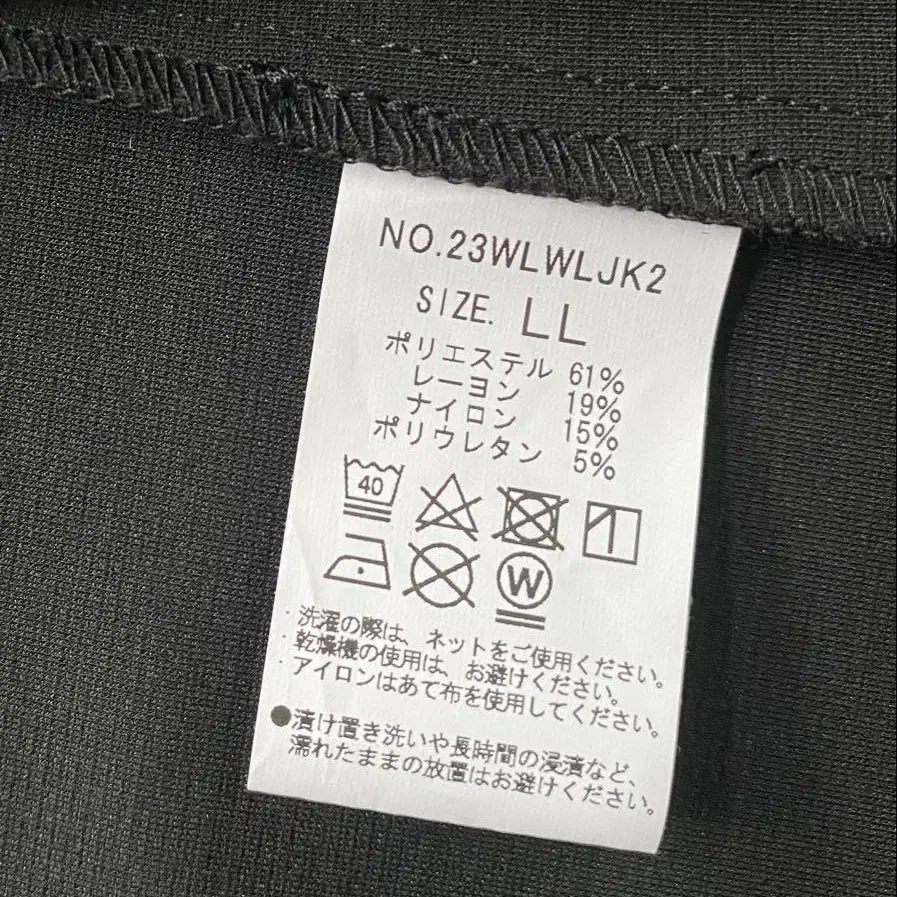 NO.23WLWLJK2
SIZE. LL
ポリエステル 61%
レーヨン 19%
ナイロン 15%
ポリウレタン 5%
40
W
・洗濯の際は、ネットをご使用ください。
・乾燥機の使用は、お避けください。
・アイロンはあて布を使用してください。
●漬け置き洗いや長時間の浸漬など、
濡れたままの放置はお避けください。